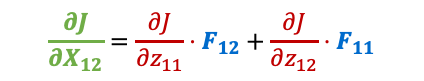 ∂J/∂X₁₂ = ∂J/∂z₁₁ · F₁₂ + ∂J/∂z₁₂ · F₁₁